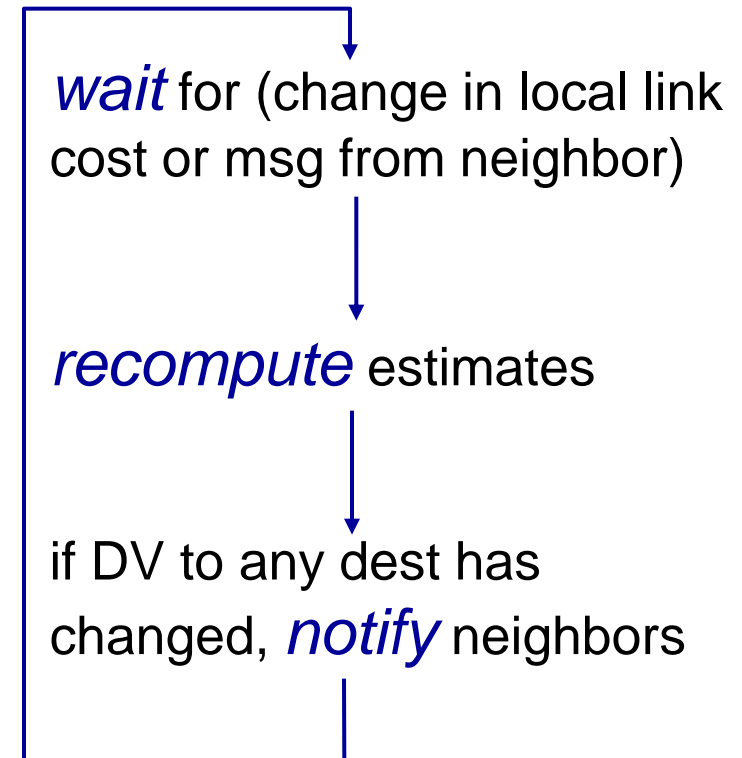 wait for (change in local link
cost or msg from neighbor)
recompute estimates
if DV to any dest has
changed, notify neighbors